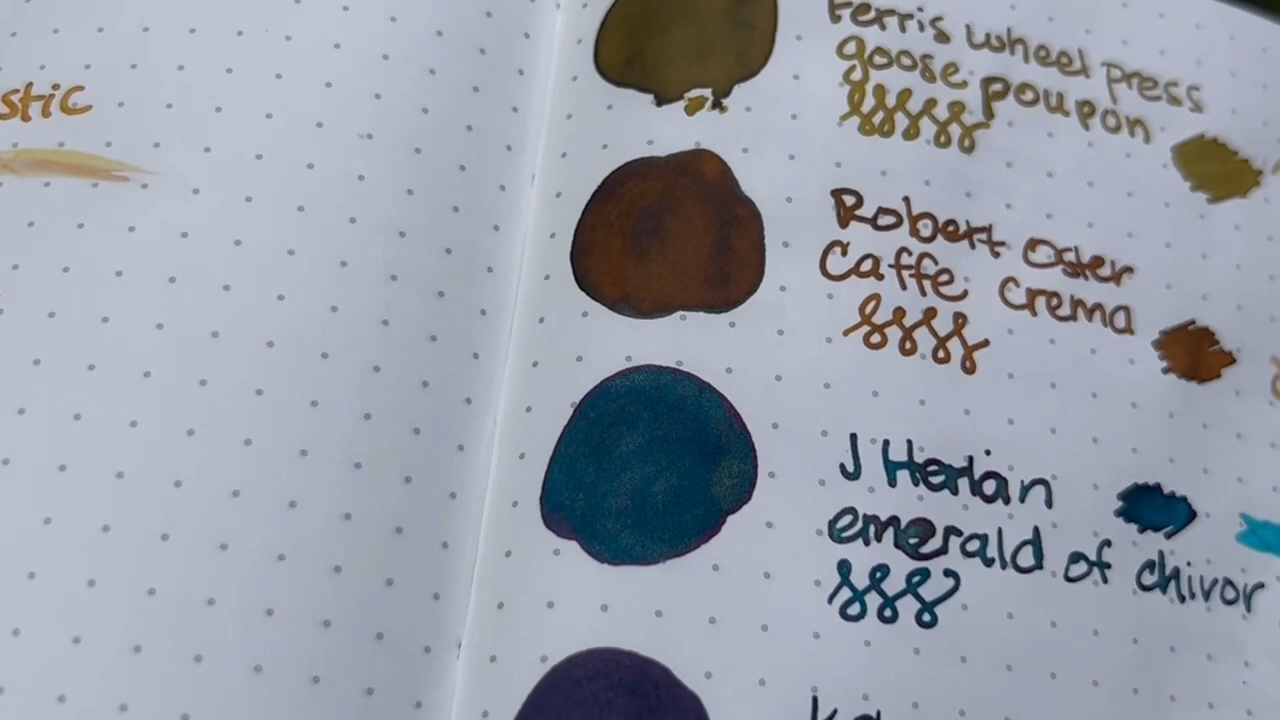 stic
Ferris wheel press
goose poupon
Robert Oster
Caffe crema
J Herlan
emerald of chivor